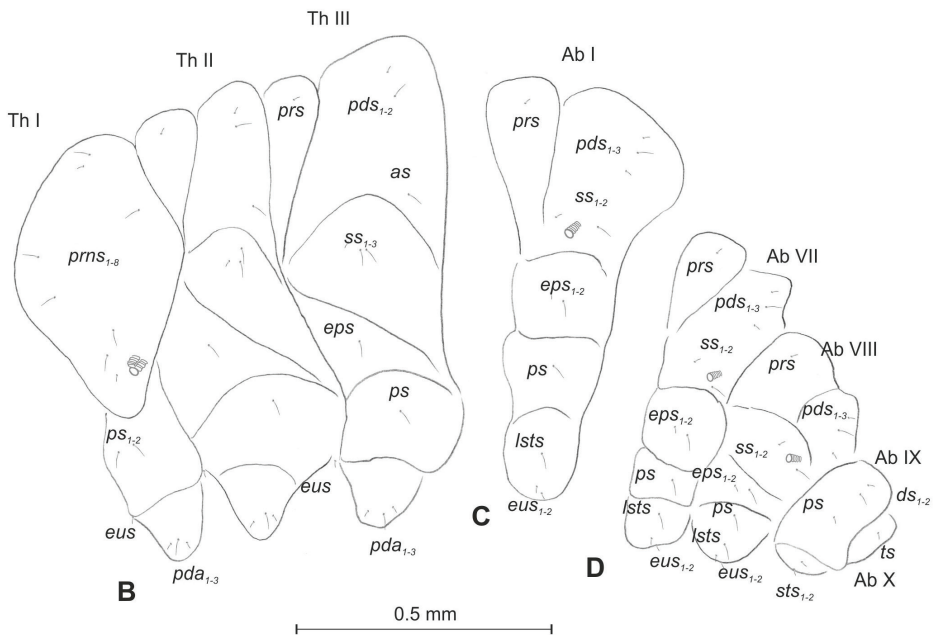 Th III
Th II
Ab I
Th I
prs
pds1-2
prs
pds1-3
as
ss1-2
ss1-3
prns1-8
prs
Ab VII
eps1-2
pds1-3
eps
ss1-2
Ab VIII
prs
ps
ps
pds1-3
eps1-2
ps1-2
lsts
ss1-2
Ab IX
ps
eps1-2
eus
ps
ds1-2
eus1-2
lsts
ps
C
eus
lsts
ts
pda1-3
eus1-2
D
eus1-2
Ab X
pda1-3
sts1-2
B
0.5 mm